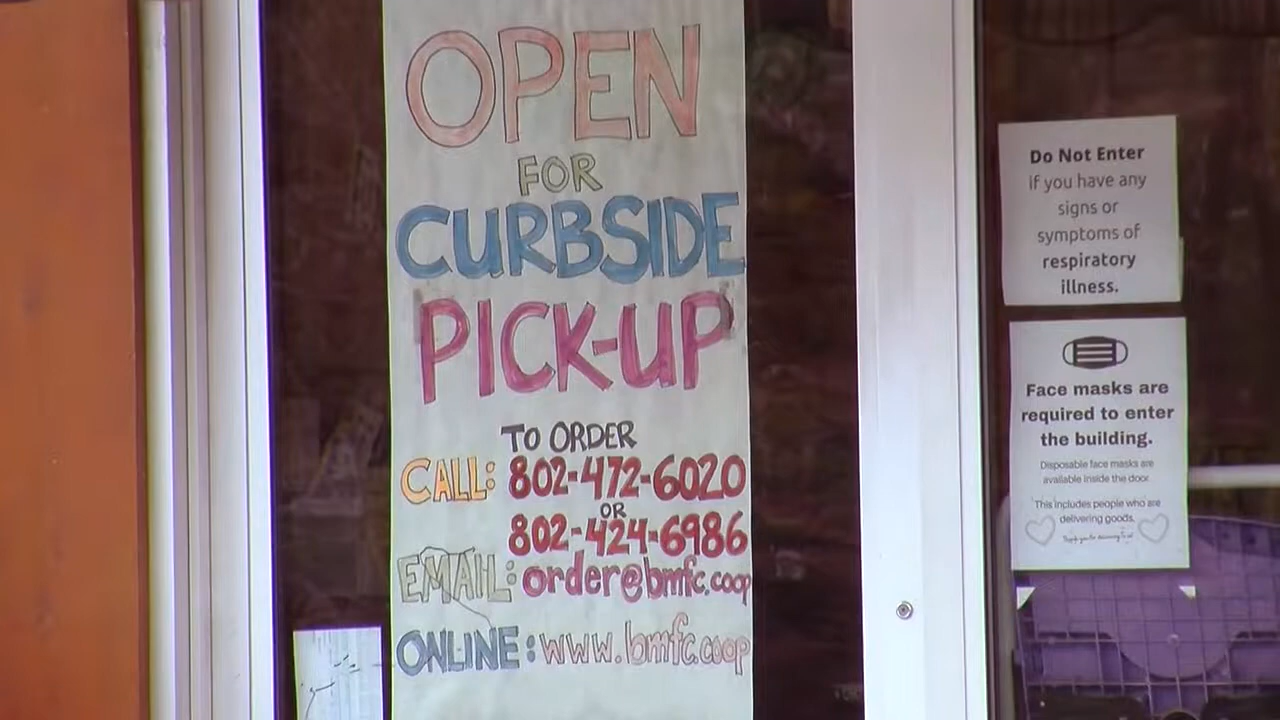 OPEN
FOR
CURBSIDE
PICK-UP
TO ORDER
CALL: 802-472-6020
OR
802-424-6986
EMAIL: order@bmfc.coop
ONLINE: www.bmfc.coop
Do Not Enter
if you have any
signs or
symptoms of
respiratory
illness.
Face masks are
required to enter
the building.
Disposable face masks are
available inside the door.
This includes people who are
delivering goods.